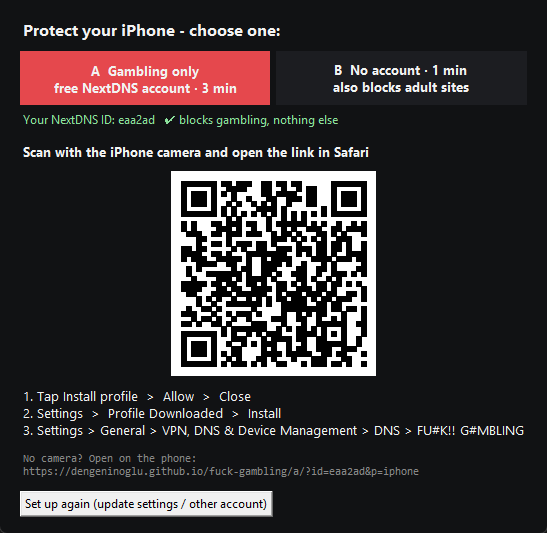 Protect your iPhone - choose one:
A Gambling only
free NextDNS account · 3 min
B No account · 1 min
also blocks adult sites
Your NextDNS ID: eaa2ad ✔ blocks gambling, nothing else
Scan with the iPhone camera and open the link in Safari
1. Tap Install profile > Allow > Close
2. Settings > Profile Downloaded > Install
3. Settings > General > VPN, DNS & Device Management > DNS > FU#K!! G#MBLING
No camera? Open on the phone:
https://dengeninoglu.github.io/fuck-gambling/a/?id=eaa2ad&p=iphone
Set up again (update settings / other account)